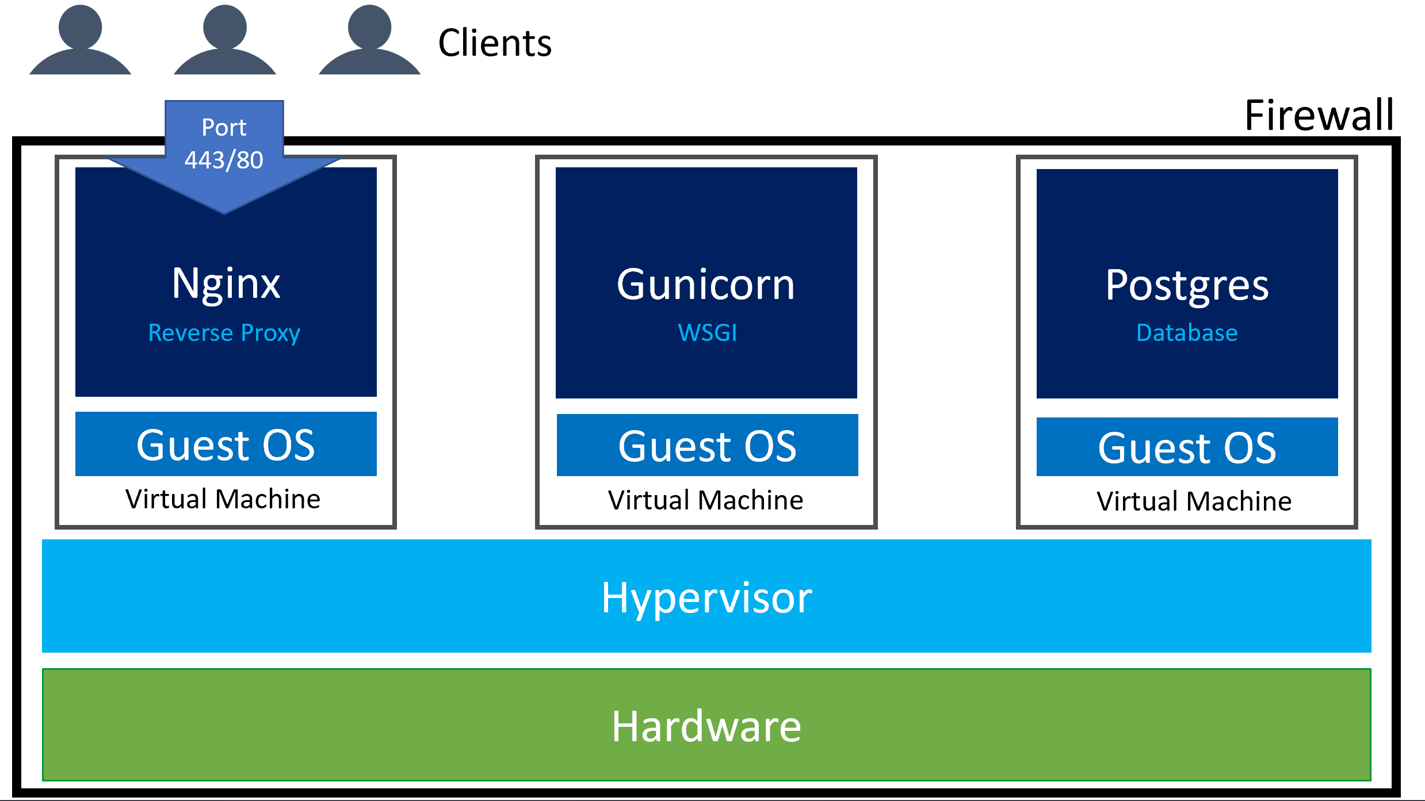 Clients
Firewall
Port
443/80
Nginx
Reverse Proxy
Guest OS
Virtual Machine
Gunicorn
WSGI
Guest OS
Virtual Machine
Postgres
Database
Guest OS
Virtual Machine
Hypervisor
Hardware